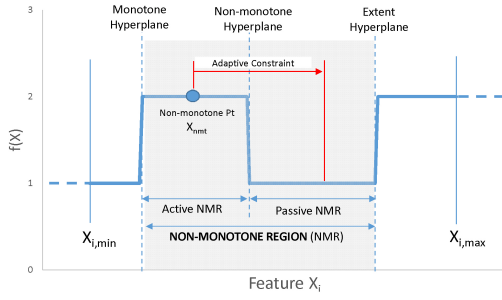 Monotone
Hyperplane
Non-monotone
Hyperplane
Extent
Hyperplane
3
2
1
0
f(X)
Adaptive Constraint
Non-monotone Pt
Xnmt
Active NMR
Passive NMR
NON-MONOTONE REGION (NMR)
Xi,min
Xi,max
Feature Xi